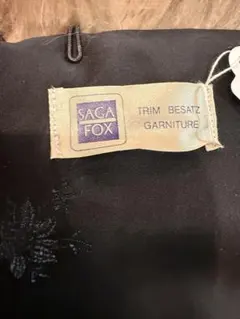 SAGA
FOX
TRIM BESATZ
GARNITURE